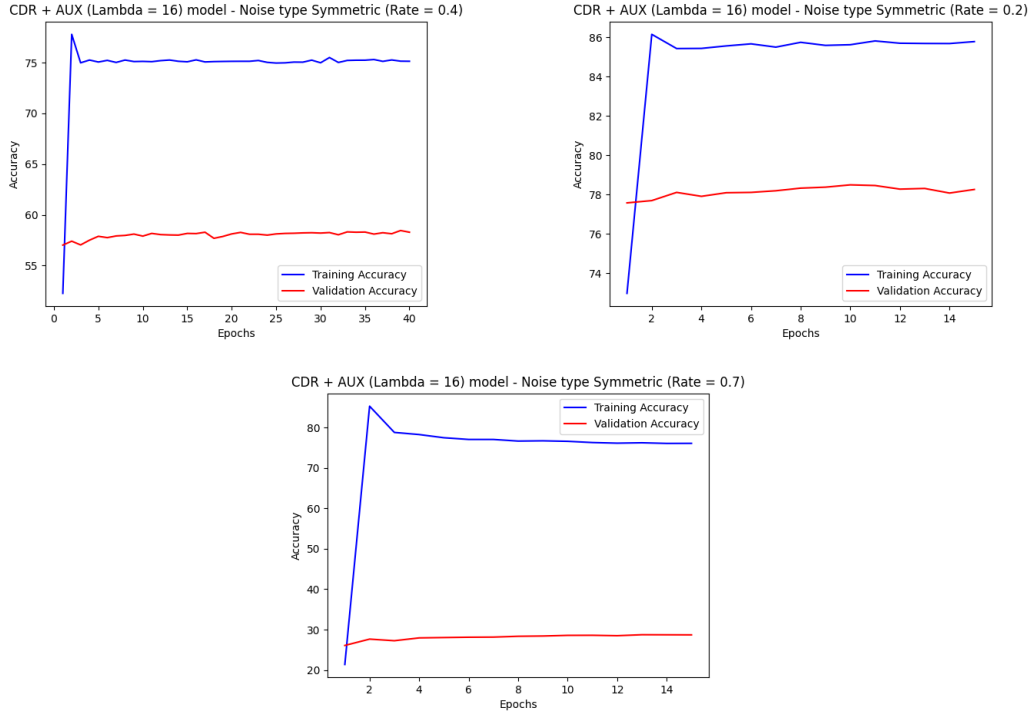 CDR + AUX (Lambda = 16) model - Noise type Symmetric (Rate = 0.4)
Accuracy
75
70
65
60
55
Training Accuracy
Validation Accuracy
0 5 10 15 20 25 30 35 40
Epochs
CDR + AUX (Lambda = 16) model - Noise type Symmetric (Rate = 0.2)
Accuracy
86
84
82
80
78
76
74
Training Accuracy
Validation Accuracy
2 4 6 8 10 12 14
Epochs
CDR + AUX (Lambda = 16) model - Noise type Symmetric (Rate = 0.7)
Accuracy
Training Accuracy
Validation Accuracy
80
70
60
50
40
30
20
2 4 6 8 10 12 14
Epochs